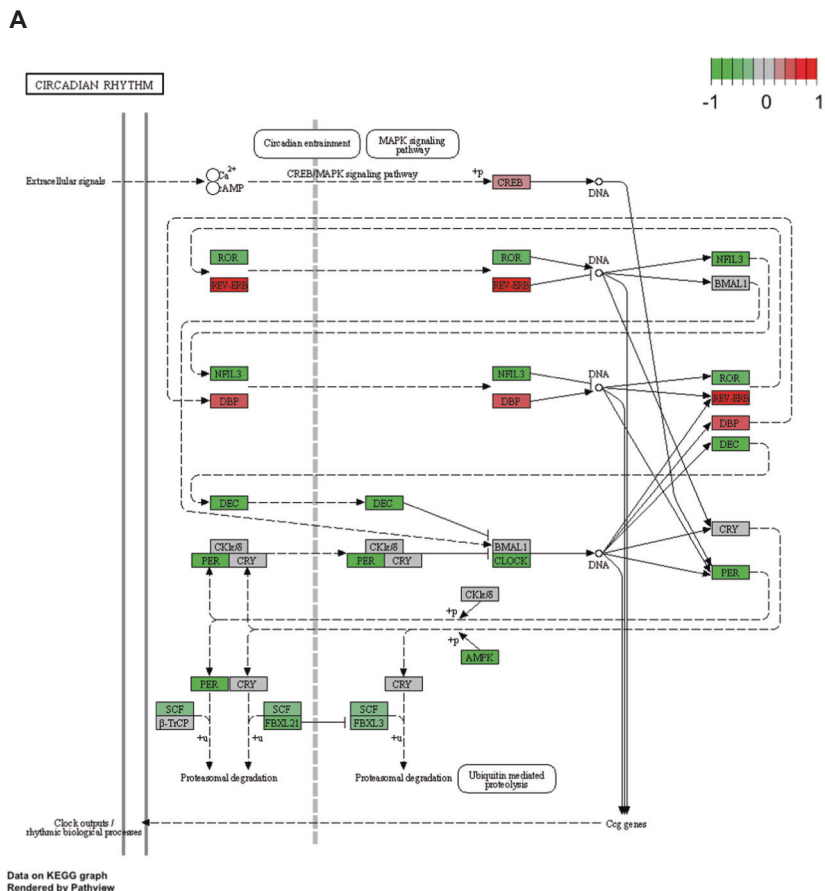 A
CIRCADIAN RHYTHM
-1 0 1
Circadian entrainment
MAPK signaling
pathway
Extracellular signals
Ca2+
cAMP
CREB/MAPK signaling pathway
+p
CREB
DNA
ROR
REV-ERB
ROR
REV-ERB
DNA
NFIL3
BMAL1
NFIL3
DBP
NFIL3
DBP
DNA
ROR
REV-ERB
DBP
DEC
DEC
DEC
CKIε/δ
PER CRY
CKIε/δ
PER CRY
BMAL1
CLOCK
DNA
CRY
PER
CKIε/δ
+p
+p
AMPK
PER CRY
CRY
SCF
β-TrCP
+u
SCF
FBXL21
+u
SCF
FBXL3
+u
Proteasomal degradation
Proteasomal degradation
Ubiquitin mediated
proteolysis
Clock outputs /
rhythmic biological processes
Ccg genes
Data on KEGG graph
Rendered by Pathview